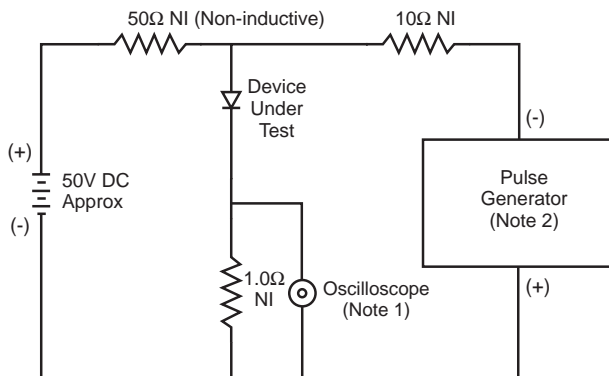 50Ω NI (Non-inductive)
10Ω NI
Device
Under
Test
(+)
50V DC
Approx
(-)
(-)
Pulse
Generator
(Note 2)
(+)
1.0Ω
NI
Oscilloscope
(Note 1)